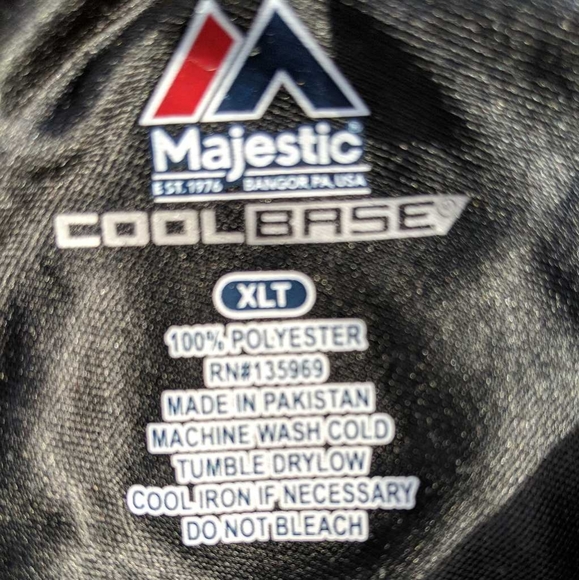 Majestic
EST. 1976 BANGOR, PA, USA
COOLBASE®
XLT
100% POLYESTER
RN#135969
MADE IN PAKISTAN
MACHINE WASH COLD
TUMBLE DRYLOW
COOL IRON IF NECESSARY
DO NOT BLEACH